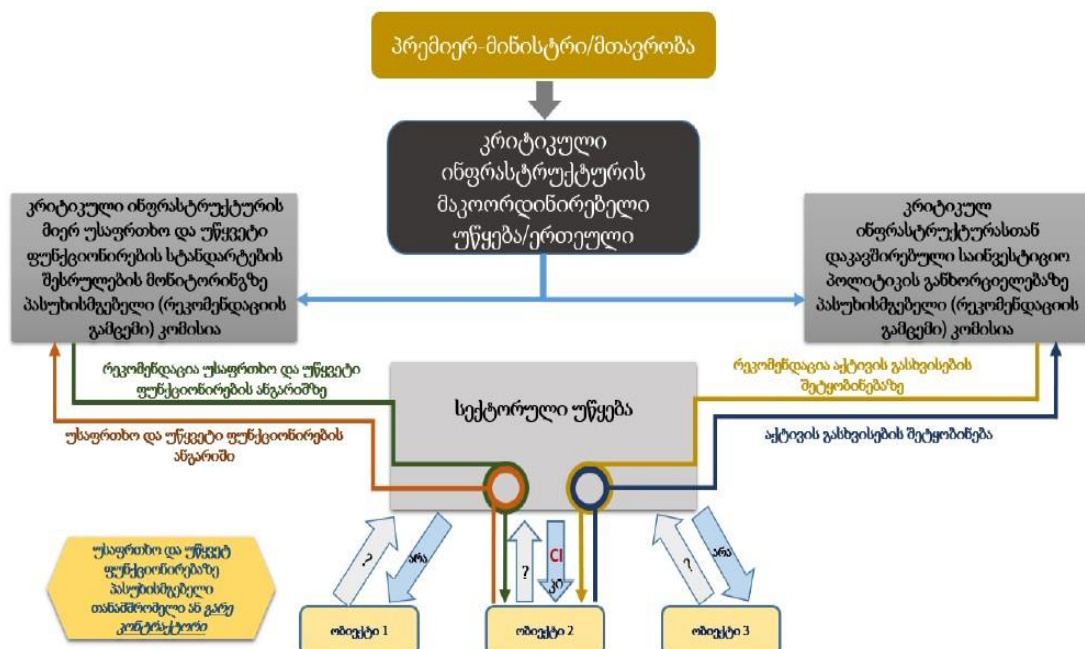 პრემიერ-მინისტრი/მთავრობა
კრიტიკული
ინფრასტრუქტურის
მაკოორდინირებელი
უწყება/ერთეული
კრიტიკული ინფრასტრუქტურის
მიერ უსაფრთხო და უწყვეტი
ფუნქციონირების სტანდარტების
შესრულების მონიტორინგზე
პასუხისმგებელი (რეკომენდაციის
გამცემი) კომისია
კრიტიკულ
ინფრასტრუქტურასთან
დაკავშირებული საინვესტიციო
პოლიტიკის განხორციელებაზე
პასუხისმგებელი (რეკომენდაციის
გამცემი) კომისია
რეკომენდაცია უსაფრთხო და უწყვეტი
ფუნქციონირების ანგარიშზე
რეკომენდაცია აქტივის გასხვისების
შეტყობინებაზე
სექტორული უწყება
უსაფრთხო და უწყვეტი ფუნქციონირების
ანგარიში
აქტივის გასხვისების შეტყობინება
?
არა
?
CI
კი
?
არა
უსაფრთხო და უწყვეტ
ფუნქციონირებაზე
პასუხისმგებელი
თანამშრომელი ან გარე
კონტრაქტორი
ობიექტი 1
ობიექტი 2
ობიექტი 3